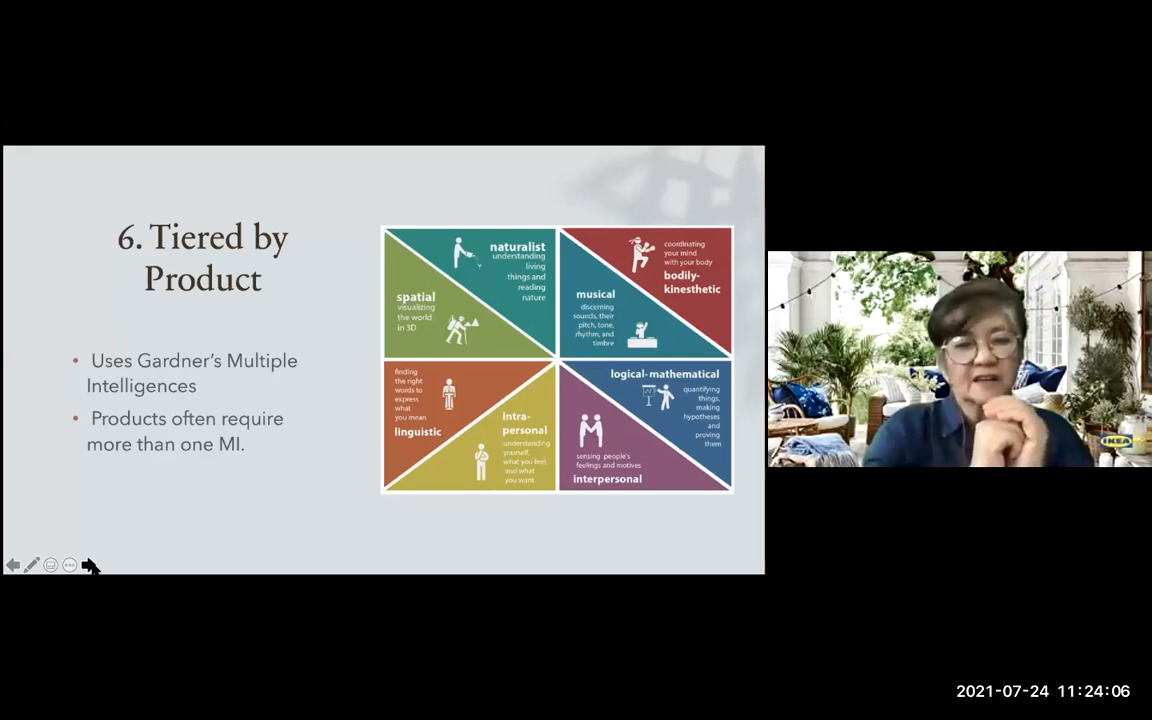 6. Tiered by
Product
• Uses Gardner's Multiple
Intelligences
• Products often require
more than one MI.
naturalist
understanding
living
things and
reading
nature
spatial
visualizing
the world
in 3D
coordinating
your mind
with your body
bodily-
kinesthetic
musical
discerning
sounds, their
pitch, tone,
rhythm, and
timbre
finding
the right
words to
express
what
you mean
linguistic
intra-
personal
understanding
yourself,
what you feel,
and what
you want
logical-mathematical
quantifying
things,
making
hypotheses
and
proving
them
sensing people's
feelings and motives
interpersonal
IKEA
2021-07-24 11:24:06